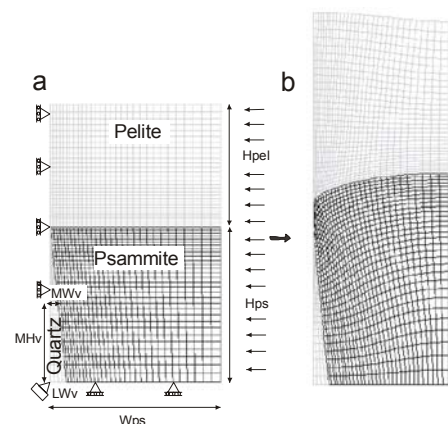 a
b
Pelite
Hpel
Psammite
MWv
MHv
Quartz
Hps
LWv
Wps